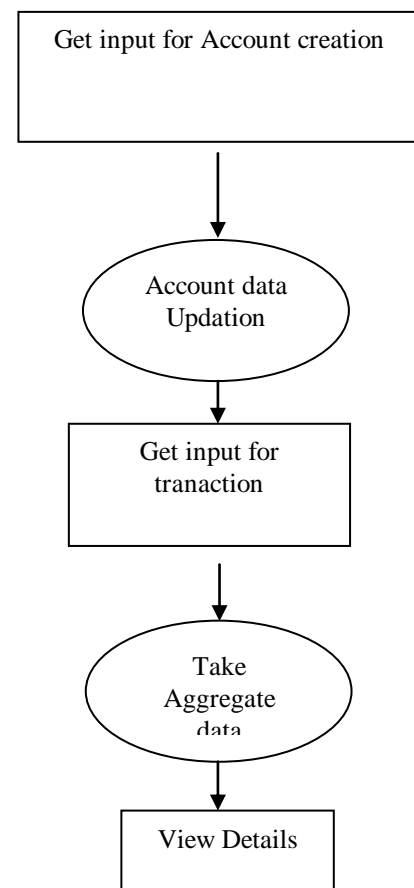 Get input for Account creation
Account data
Updation
Get input for
tranaction
Take
Aggregate
data
View Details